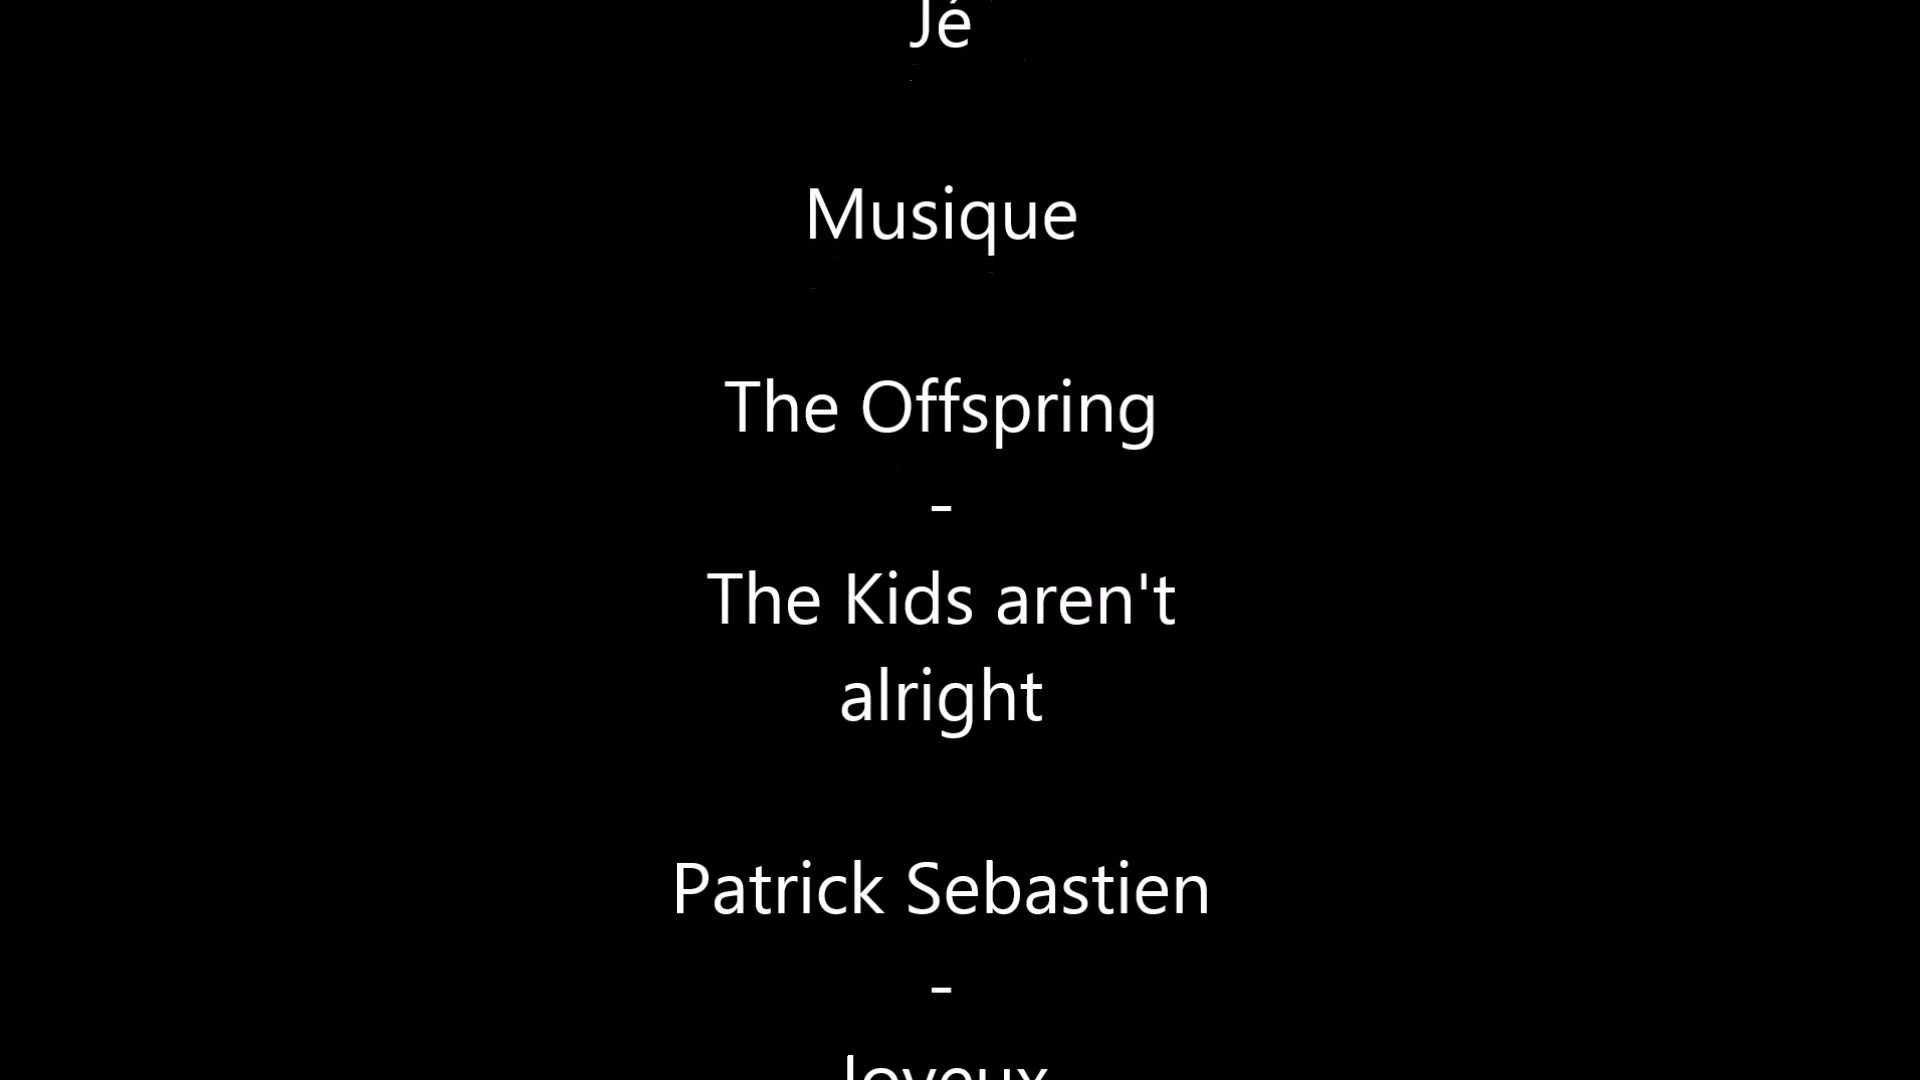 Jé
Musique
The Offspring
-
The Kids aren't
alright
Patrick Sebastien
-
Joyeux